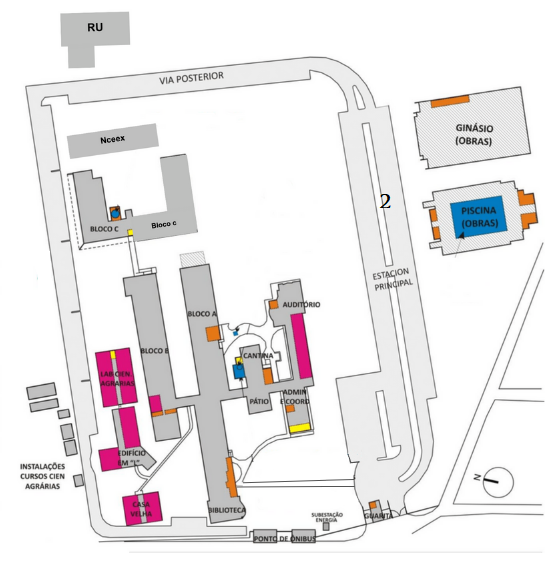 RU
VIA POSTERIOR
GINÁSIO
(OBRAS)
Nceex
2
PISCINA
(OBRAS)
BLOCO C
Bloco c
ESTACION
PRINCIPAL
AUDITÓRIO
BLOCO A
BLOCO B
CANTINA
LAB CIEN
AGRÁRIAS
ADMIN
E COORD
PÁTIO
EDIFÍCIO
EM "L"
INSTALAÇÕES
CURSOS CIEN
AGRÁRIAS
N
CASA
VELHA
BIBLIOTECA
SUBESTAÇÃO
ENERGIA
GUARITA
PONTO DE ÔNIBUS